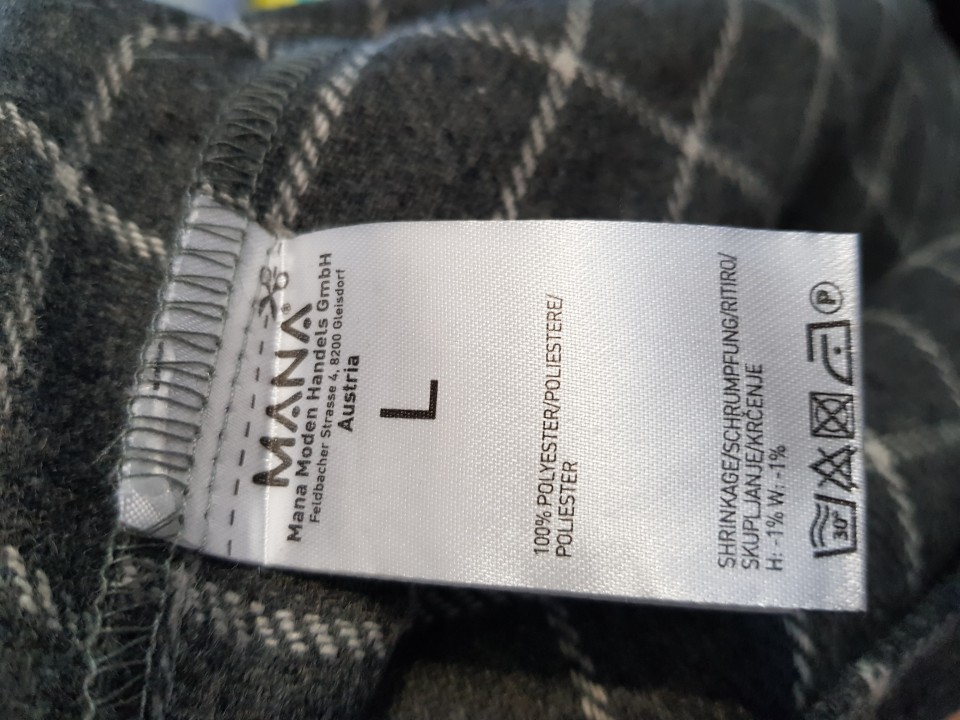 MANA
Mana Moden Handels GmbH
Feldbacher Strasse 4, 8200 Gleisdorf
Austria
L
100% POLYESTER/POLIESTERE/
POLIESTER
SHRINKAGE/SCHRUMPFUNG/RITIRO/
SKUPLJANJE/KRČENJE
H: -1% W: -1%
30° P